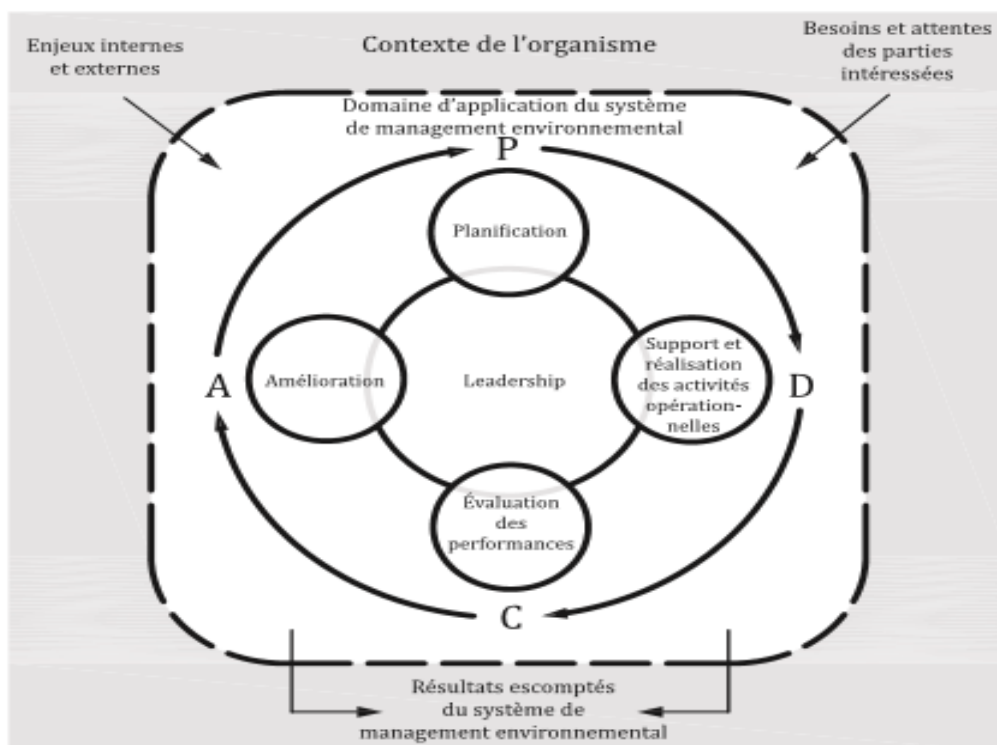 Enjeux internes
et externes
Contexte de l'organisme
Besoins et attentes
des parties
intéressées
Domaine d'application du système
de management environnemental
P
Planification
A
Amélioration
Leadership
Support et
réalisation
des activités
opération-
nelles
D
Évaluation
des
performances
C
Résultats escomptés
du système de
management environnemental